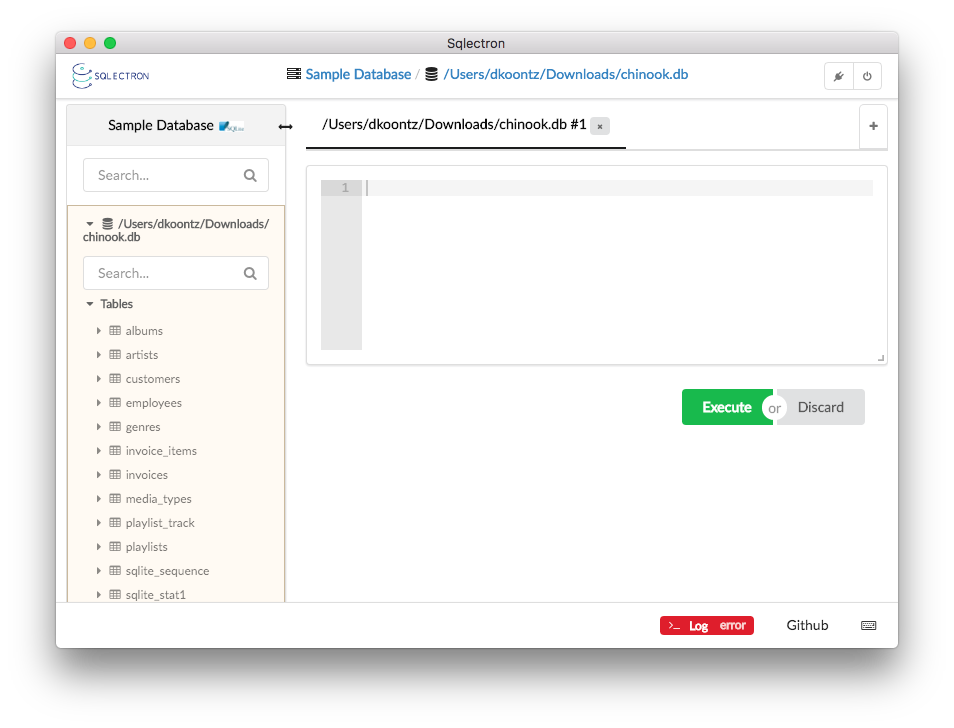 Sqlectron
SQLECTRON
Sample Database / /Users/dkoontz/Downloads/chinook.db
Sample Database
/Users/dkoontz/Downloads/chinook.db #1 ×
+
Search...
1
/Users/dkoontz/Downloads/
chinook.db
Search...
Tables
albums
artists
customers
employees
genres
invoice_items
invoices
media_types
playlist_track
playlists
sqlite_sequence
sqlite_stat1
Execute or Discard
>_ Log error
Github